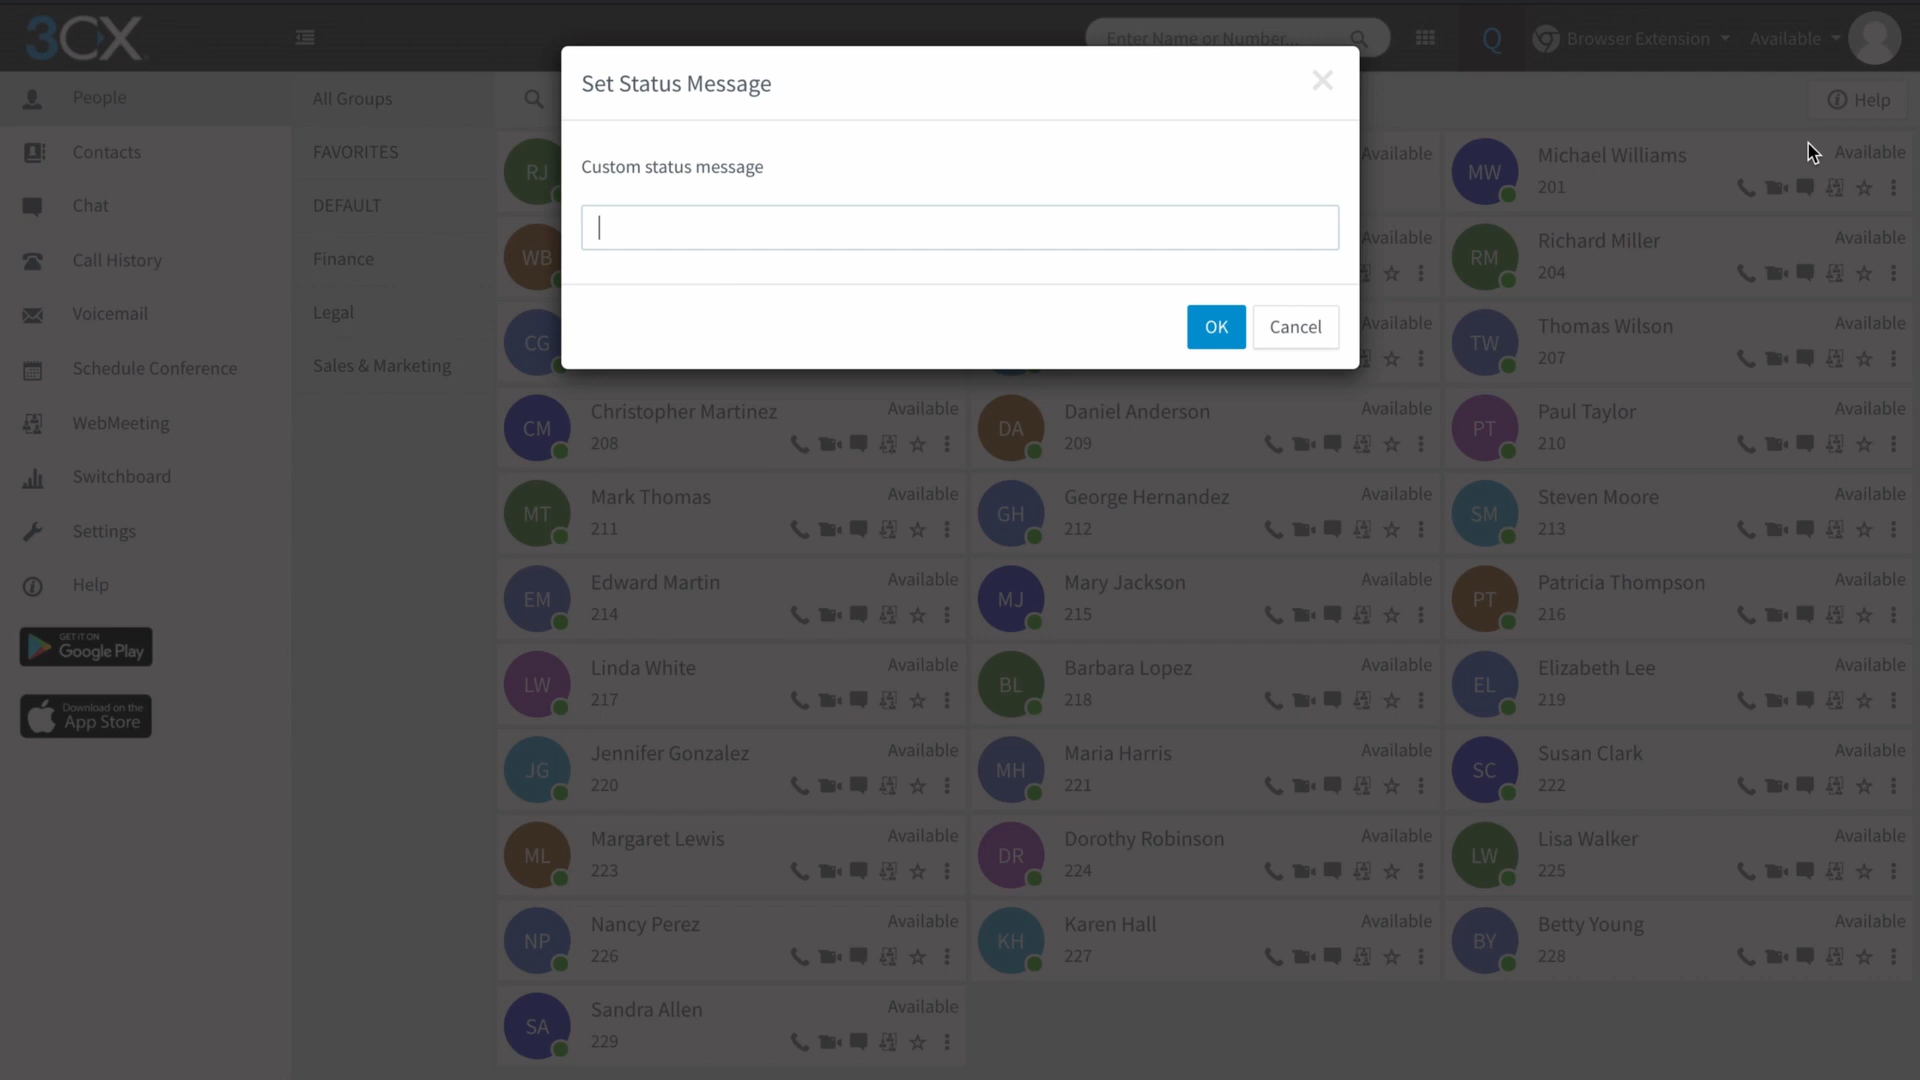 3CX
Enter Name or Number...
Q
Browser Extension
Available
People
Contacts
Chat
Call History
Voicemail
Schedule Conference
WebMeeting
Switchboard
Settings
Help
GET IT ON
Google Play
Download on the
App Store
All Groups
FAVORITES
DEFAULT
Finance
Legal
Sales & Marketing
Help
Set Status Message
Custom status message
OK
Cancel
RJ
Available
MW
Michael Williams
Available
201
WB
Available
RM
Richard Miller
Available
204
CG
Available
TW
Thomas Wilson
Available
207
CM
Christopher Martinez
Available
208
DA
Daniel Anderson
Available
209
PT
Paul Taylor
Available
210
MT
Mark Thomas
Available
211
GH
George Hernandez
Available
212
SM
Steven Moore
Available
213
EM
Edward Martin
Available
214
MJ
Mary Jackson
Available
215
PT
Patricia Thompson
Available
216
LW
Linda White
Available
217
BL
Barbara Lopez
Available
218
EL
Elizabeth Lee
Available
219
JG
Jennifer Gonzalez
Available
220
MH
Maria Harris
Available
221
SC
Susan Clark
Available
222
ML
Margaret Lewis
Available
223
DR
Dorothy Robinson
Available
224
LW
Lisa Walker
Available
225
NP
Nancy Perez
Available
226
KH
Karen Hall
Available
227
BY
Betty Young
Available
228
SA
Sandra Allen
Available
229